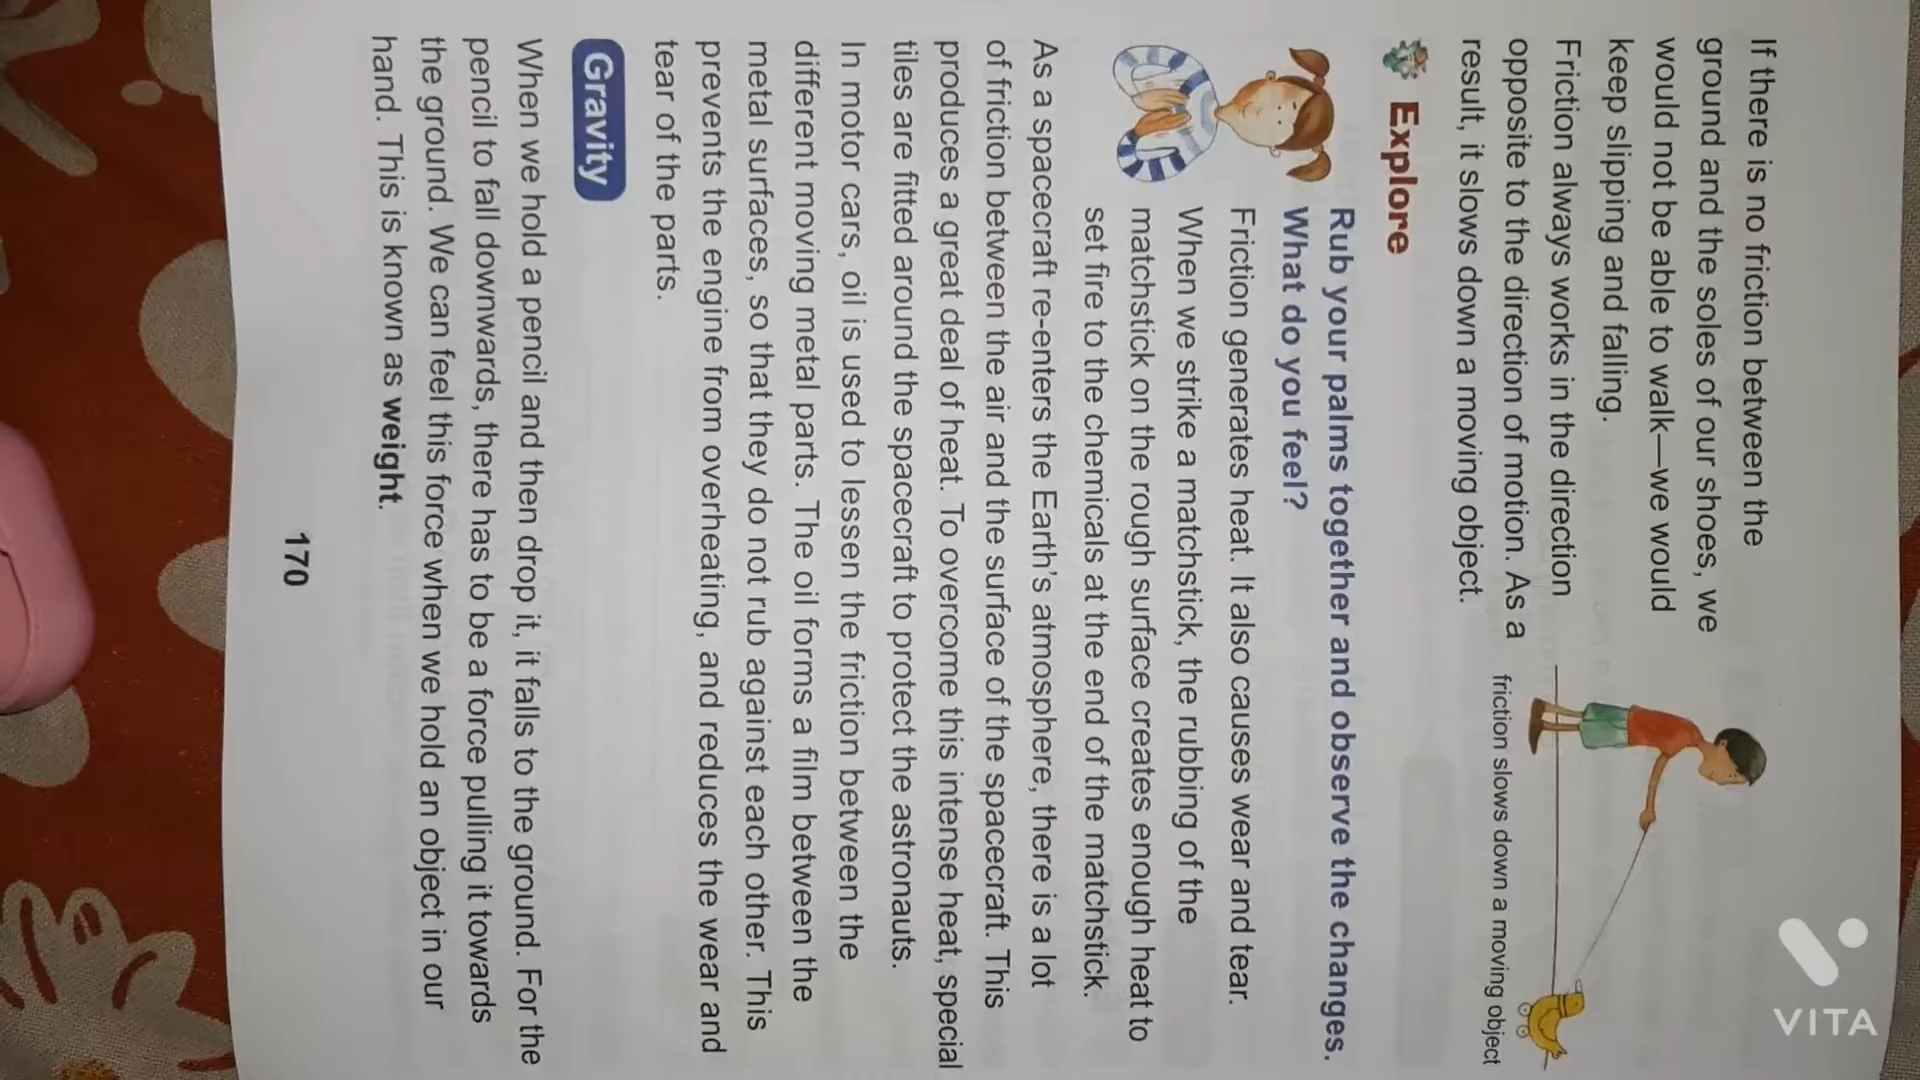 If there is no friction between the
ground and the soles of our shoes, we
would not be able to walk—we would
keep slipping and falling.
Friction always works in the direction
opposite to the direction of motion. As a
result, it slows down a moving object.
friction slows down a moving object
Explore
Rub your palms together and observe the changes.
What do you feel?
Friction generates heat. It also causes wear and tear.
When we strike a matchstick, the rubbing of the
matchstick on the rough surface creates enough heat to
set fire to the chemicals at the end of the matchstick.
As a spacecraft re-enters the Earth's atmosphere, there is a lot
of friction between the air and the surface of the spacecraft. This
produces a great deal of heat. To overcome this intense heat, special
tiles are fitted around the spacecraft to protect the astronauts.
In motor cars, oil is used to lessen the friction between the
different moving metal parts. The oil forms a film between the
metal surfaces, so that they do not rub against each other. This
prevents the engine from overheating, and reduces the wear and
tear of the parts.
Gravity
When we hold a pencil and then drop it, it falls to the ground. For the
pencil to fall downwards, there has to be a force pulling it towards
the ground. We can feel this force when we hold an object in our
hand. This is known as weight.
170
VITA